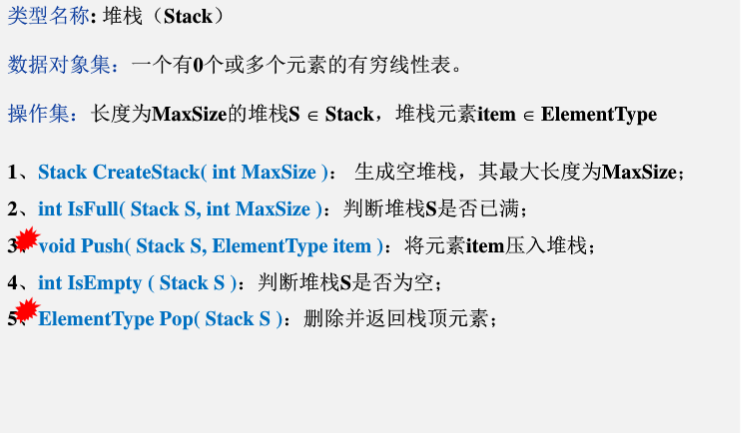 类型名称: 堆栈（Stack）
数据对象集：一个有0个或多个元素的有穷线性表。
操作集：长度为MaxSize的堆栈S ∈ Stack，堆栈元素item ∈ ElementType
1、Stack CreateStack( int MaxSize )： 生成空堆栈，其最大长度为MaxSize；
2、int IsFull( Stack S, int MaxSize )：判断堆栈S是否已满；
3、void Push( Stack S, ElementType item )：将元素item压入堆栈；
4、int IsEmpty ( Stack S )：判断堆栈S是否为空；
5、ElementType Pop( Stack S )：删除并返回栈顶元素；